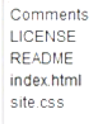 Comments
LICENSE
README
index.html
site.css